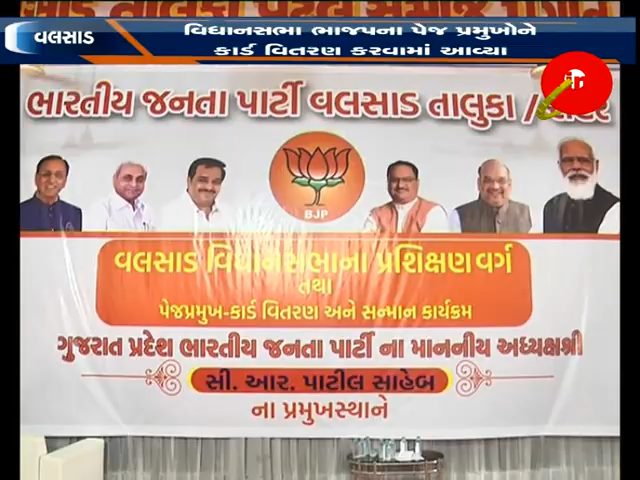 વલસાડ
વિધાનસભા ભાજપના પેજ પ્રમુખોને
કાર્ડ વિતરણ કરવામાં આવ્યા
ભારતીય જનતા પાર્ટી વલસાડ તાલુકા /
BJP
વલસાડ વિધાનસભાના પ્રશિક્ષણ વર્ગ
તથા
પેજપ્રમુખ-કાર્ડ વિતરણ અને સન્માન કાર્યક્રમ
ગુજરાત પ્રદેશ ભારતીય જનતા પાર્ટી ના માનનીય અધ્યક્ષશ્રી
સી. આર. પાટીલ સાહેબ
ના પ્રમુખસ્થાને